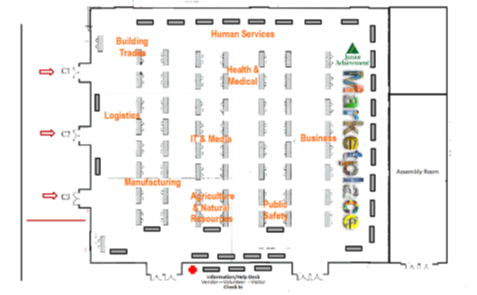 Human Services
Building
Trades
Junior
Achievement
Health &
Medical
Marketplace
Logistics
IT & Media
Business
Assembly Room
Manufacturing
Agriculture
& Natural
Resources
Public
Safety
Information/Help Desk
Vendor - Volunteer - Visitor
Check In